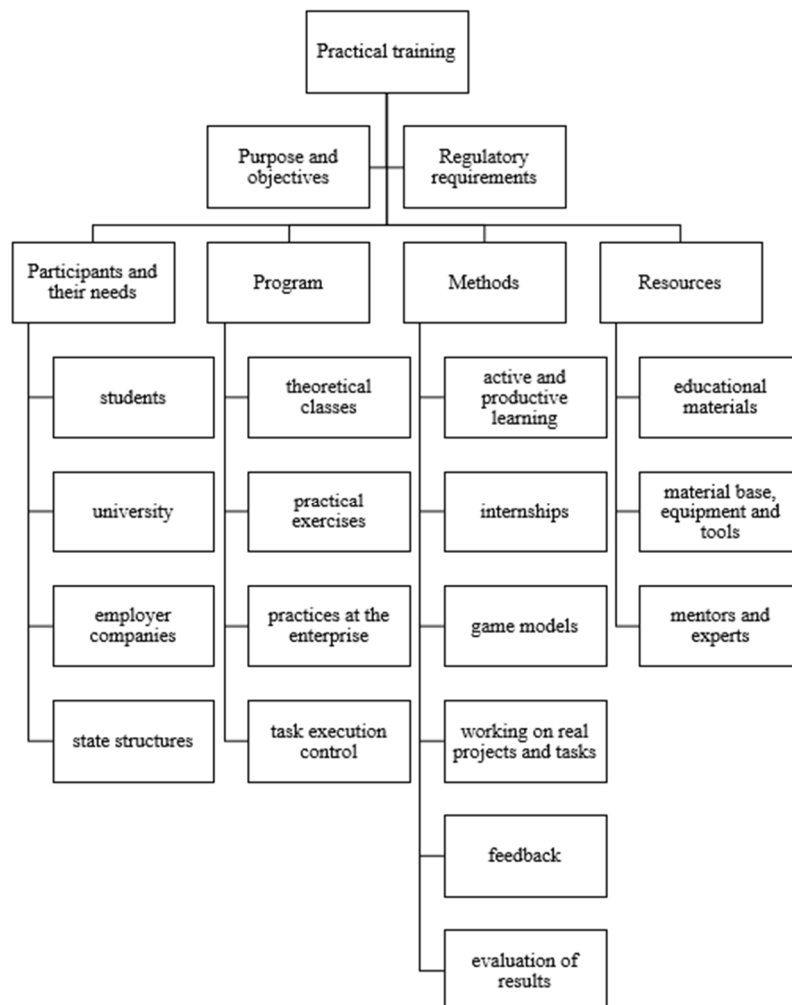 Practical training
Purpose and
objectives
Regulatory
requirements
Participants and
their needs
Program
Methods
Resources
students
theoretical
classes
active and
productive
learning
educational
materials
university
practical
exercises
internships
material base,
equipment and
tools
employer
companies
practices at the
enterprise
game models
mentors and
experts
state structures
task execution
control
working on real
projects and tasks
feedback
evaluation of
results